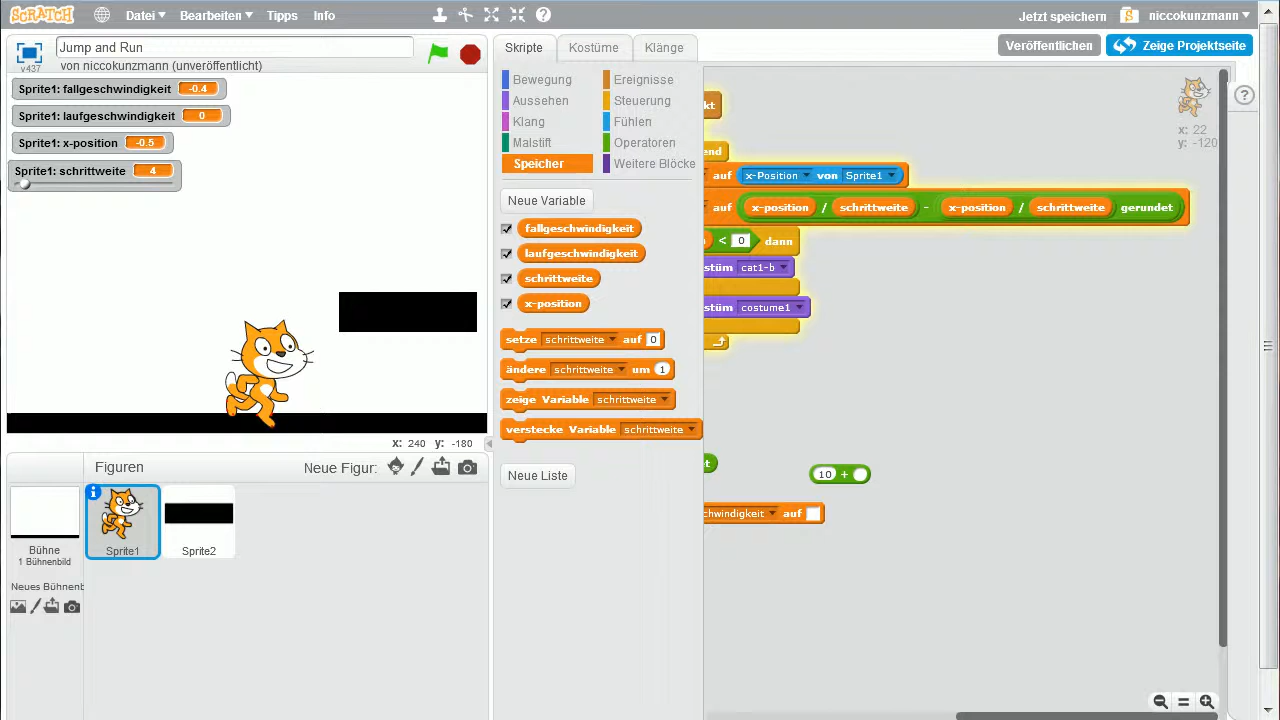 SCRATCH Datei Bearbeiten Tipps Info Jetzt speichern niccokunzmann
v437
Jump and Run
von niccokunzmann (unveröffentlicht)
Skripte Kostüme Klänge
Veröffentlichen Zeige Projektseite
Sprite1: fallgeschwindigkeit -0.4
Sprite1: laufgeschwindigkeit 0
Sprite1: x-position -0.5
Sprite1: schrittweite 4
Bewegung Ereignisse
Aussehen Steuerung
Klang Fühlen
Malstift Operatoren
Speicher Weitere Blöcke
Neue Variable
fallgeschwindigkeit
laufgeschwindigkeit
schrittweite
x-position
setze schrittweite auf 0
ändere schrittweite um 1
zeige Variable schrittweite
verstecke Variable schrittweite
Neue Liste
kt
end
auf x-Position von Sprite1
auf x-position / schrittweite - x-position / schrittweite gerundet
< 0 dann
stüm cat1-b
stüm costume1
t
10 +
chwindigkeit auf
x: 22
y: -120
?
x: 240 y: -180
Figuren Neue Figur:
Bühne
1 Bühnenbild
Sprite1
Sprite2
Neues Bühnenb